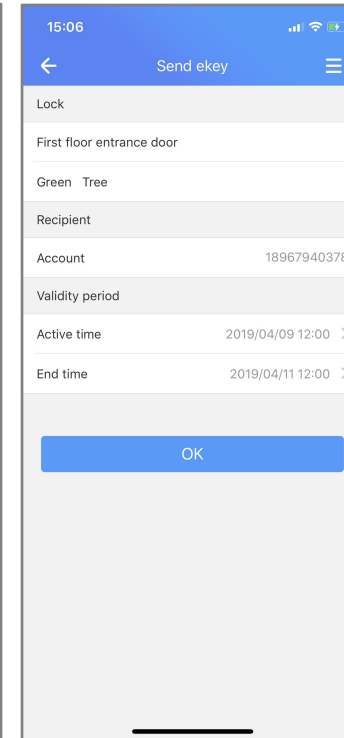 15:06
Send ekey
Lock
First floor entrance door
Green Tree
Recipient
Account 18967940378
Validity period
Active time 2019/04/09 12:00
End time 2019/04/11 12:00
OK